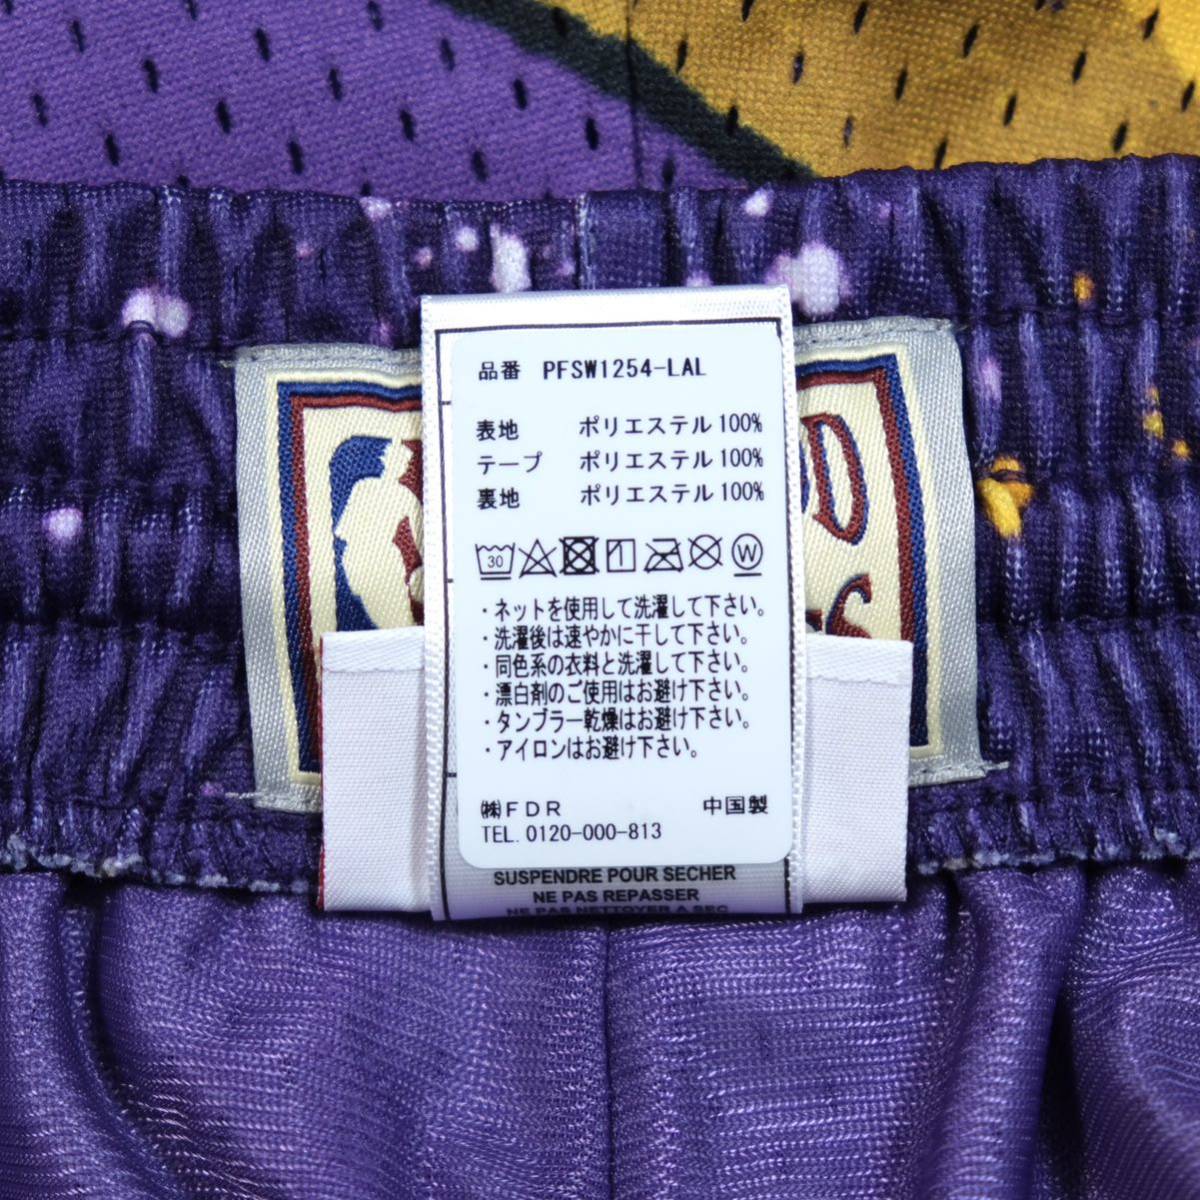 品番 PFSW1254-LAL
表地 ポリエステル 100%
テープ ポリエステル 100%
裏地 ポリエステル 100%
30 W
・ネットを使用して洗濯して下さい。
・洗濯後は速やかに干して下さい。
・同色系の衣料と洗濯して下さい。
・漂白剤のご使用はお避け下さい。
・タンブラー乾燥はお避け下さい。
・アイロンはお避け下さい。
㈱FDR 中国製
TEL. 0120-000-813
SUSPENDRE POUR SECHER
NE PAS REPASSER
NE PAS NETTOYER A SEC